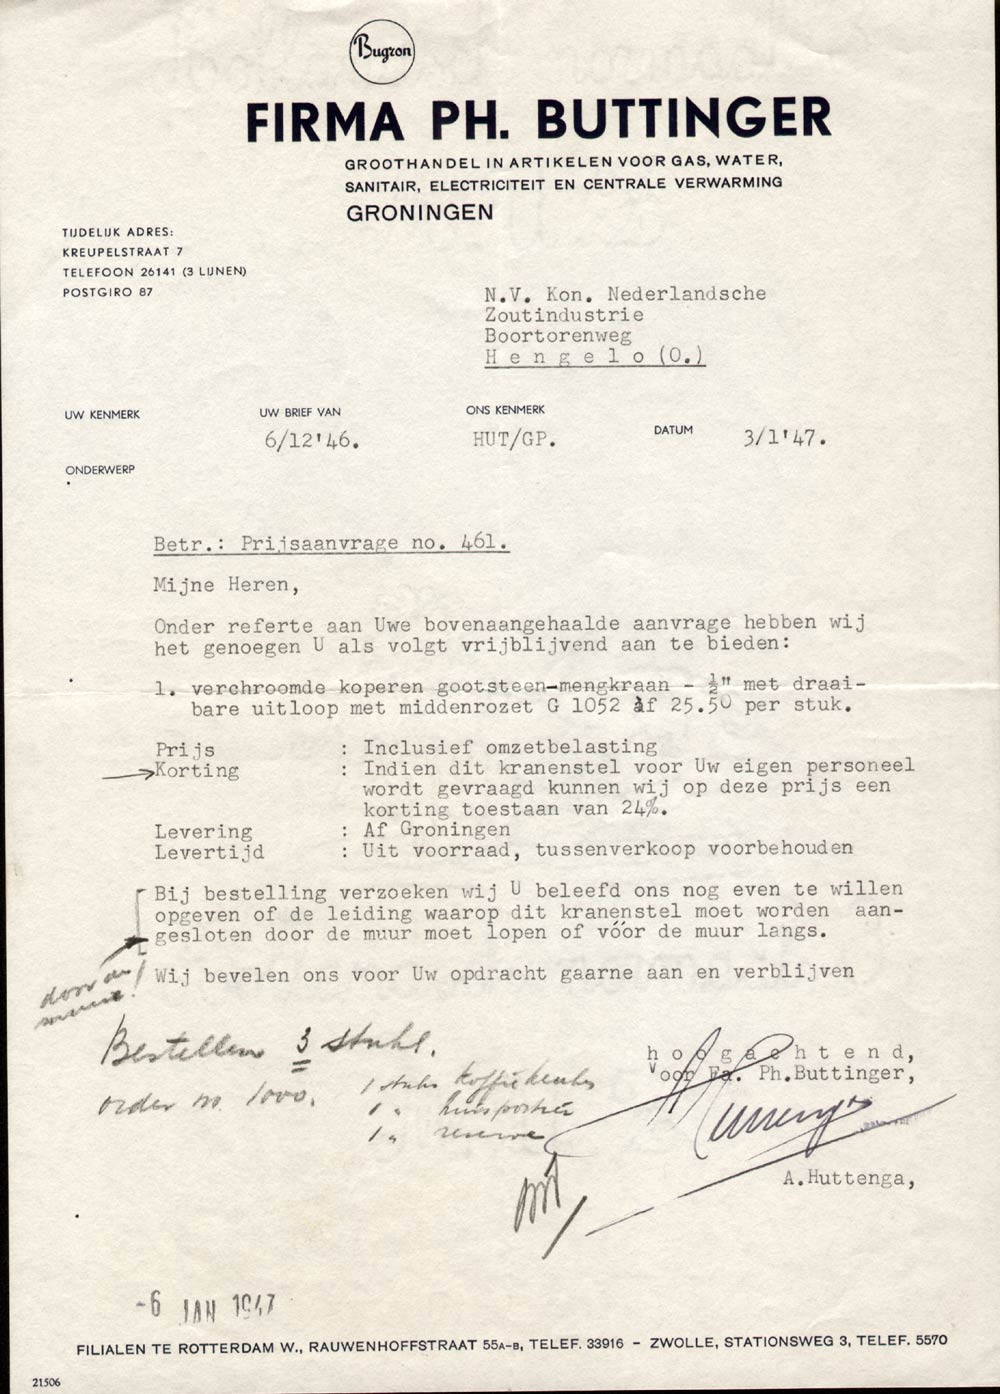 Bugron
FIRMA PH. BUTTINGER
GROOTHANDEL IN ARTIKELEN VOOR GAS, WATER,
SANITAIR, ELECTRICITEIT EN CENTRALE VERWARMING
GRONINGEN
TIJDELIJK ADRES:
KREUPELSTRAAT 7
TELEFOON 26141 (3 LIJNEN)
POSTGIRO 87
N.V. Kon. Nederlandsche
Zoutindustrie
Boortorenweg
H e n g e l o (O.)
UW KENMERK UW BRIEF VAN ONS KENMERK DATUM
6/12'46. HUT/GP. 3/1'47.
ONDERWERP
Betr.: Prijsaanvrage no. 461.
Mijne Heren,
Onder referte aan Uwe bovenaangehaalde aanvrage hebben wij
het genoegen U als volgt vrijblijvend aan te bieden:
1. verchroomde koperen gootsteen-mengkraan - ½" met draai-
bare uitloop met middenrozet G 1052 àf 25.50 per stuk.
Prijs : Inclusief omzetbelasting
Korting : Indien dit kranenstel voor Uw eigen personeel
wordt gevraagd kunnen wij op deze prijs een
korting toestaan van 24%.
Levering : Af Groningen
Levertijd : Uit voorraad, tussenverkoop voorbehouden
Bij bestelling verzoeken wij U beleefd ons nog even te willen
opgeven of de leiding waarop dit kranenstel moet worden aan-
gesloten door de muur moet lopen of vóór de muur langs.
Wij bevelen ons voor Uw opdracht gaarne aan en verblijven
door de
muur!
Bestellen 3 stuks.
order no. 1000.
1 stuks koffiekeuken
1 " huisportier
1 " reserve
h o o g a c h t e n d,
Voor Fa. Ph.Buttinger,
A.Huttenga,
-6 JAN 1947
FILIALEN TE ROTTERDAM W., RAUWENHOFFSTRAAT 55A-B, TELEF. 33916 - ZWOLLE, STATIONSWEG 3, TELEF. 5570
21506